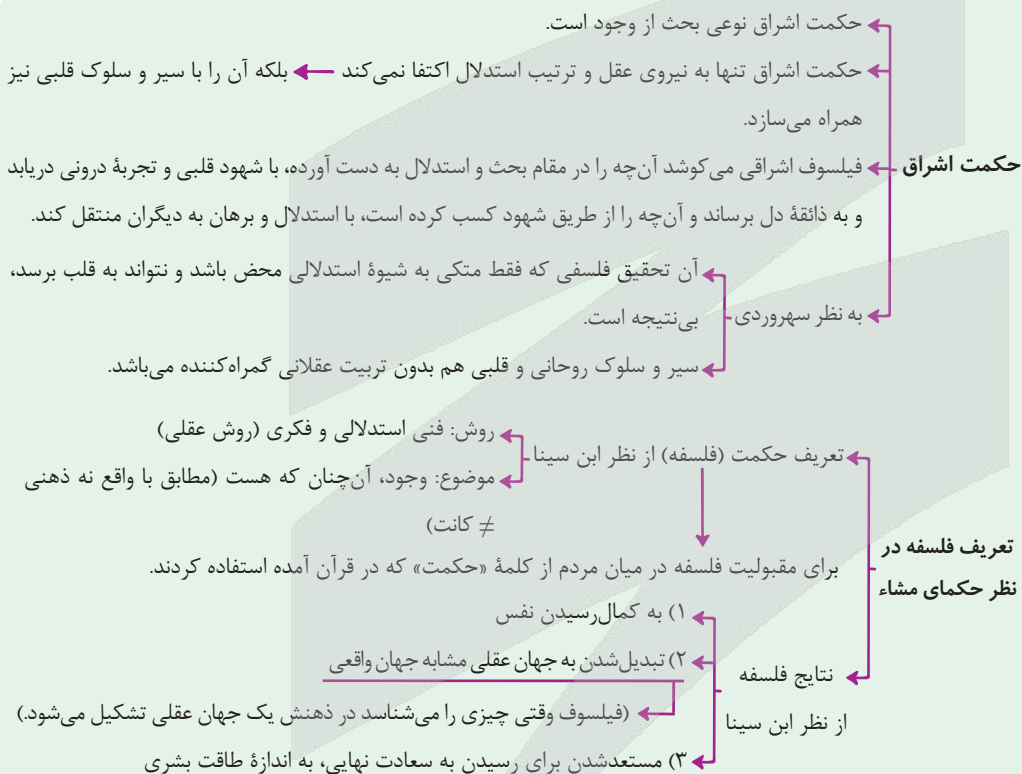 حکمت اشراق نوعی بحث از وجود است.
حکمت اشراق تنها به نیروی عقل و ترتیب استدلال اکتفا نمی‌کند بلکه آن را با سیر و سلوک قلبی نیز
همراه می‌سازد.
حکمت اشراق
فیلسوف اشراقی می‌کوشد آن‌چه را در مقام بحث و استدلال به دست آورده، با شهود قلبی و تجربهٔ درونی دریابد
و به ذائقهٔ دل برساند و آن‌چه را از طریق شهود کسب کرده است، با استدلال و برهان به دیگران منتقل کند.
به نظر سهروردی
آن تحقیق فلسفی که فقط متکی به شیوهٔ استدلالی محض باشد و نتواند به قلب برسد،
بی‌نتیجه است.
سیر و سلوک روحانی و قلبی هم بدون تربیت عقلانی گمراه‌کننده می‌باشد.
تعریف فلسفه در
نظر حکمای مشاء
تعریف حکمت (فلسفه) از نظر ابن سینا
روش: فنی استدلالی و فکری (روش عقلی)
موضوع: وجود، آن‌چنان که هست (مطابق با واقع نه ذهنی
≠ کانت)
برای مقبولیت فلسفه در میان مردم از کلمهٔ «حکمت» که در قرآن آمده استفاده کردند.
نتایج فلسفه
از نظر ابن سینا
۱) به کمال‌رسیدن نفس
۲) تبدیل‌شدن به جهان عقلی مشابه جهان واقعی
(فیلسوف وقتی چیزی را می‌شناسد در ذهنش یک جهان عقلی تشکیل می‌شود.)
۳) مستعدشدن برای رسیدن به سعادت نهایی، به اندازهٔ طاقت بشری